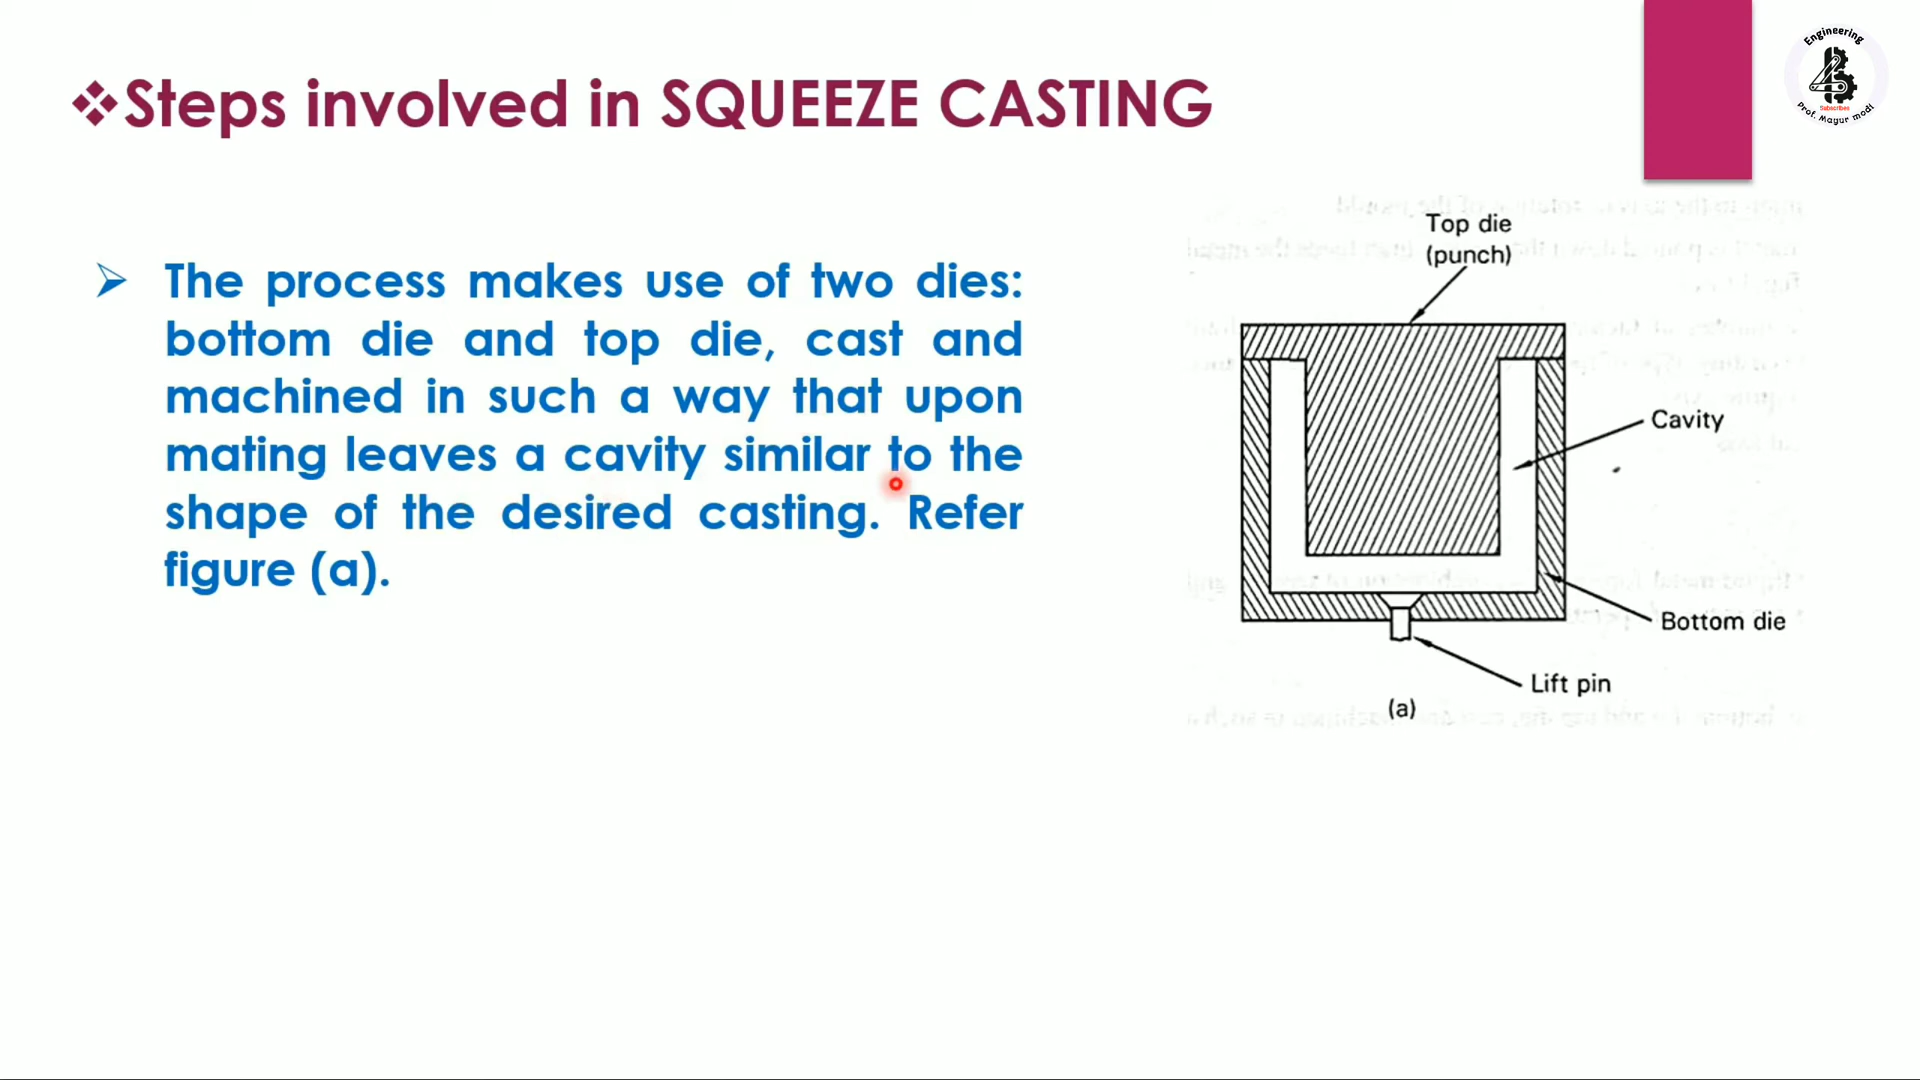 ❖Steps involved in SQUEEZE CASTING
Engineering
Subscribes
Prof. Mayur modi
➢ The process makes use of two dies:
bottom die and top die, cast and
machined in such a way that upon
mating leaves a cavity similar to the
shape of the desired casting. Refer
figure (a).
Top die
(punch)
Cavity
Bottom die
Lift pin
(a)